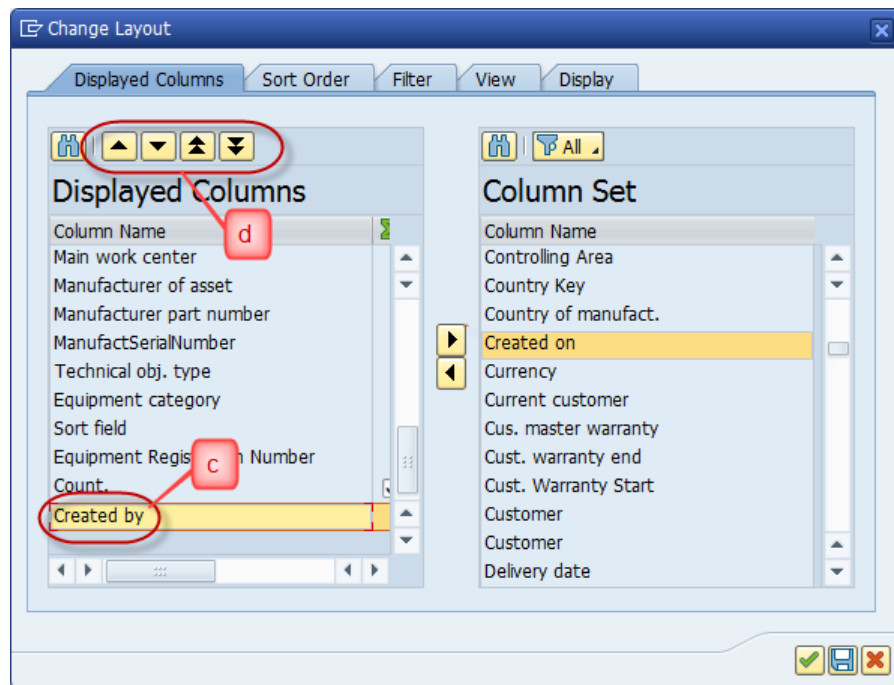 Change Layout
Displayed Columns Sort Order Filter View Display
All
Displayed Columns
Column Name
d
Main work center
Manufacturer of asset
Manufacturer part number
ManufactSerialNumber
Technical obj. type
Equipment category
Sort field
Equipment Regis n Number
c
Count.
Created by
Column Set
Column Name
Controlling Area
Country Key
Country of manufact.
Created on
Currency
Current customer
Cus. master warranty
Cust. warranty end
Cust. Warranty Start
Customer
Customer
Delivery date